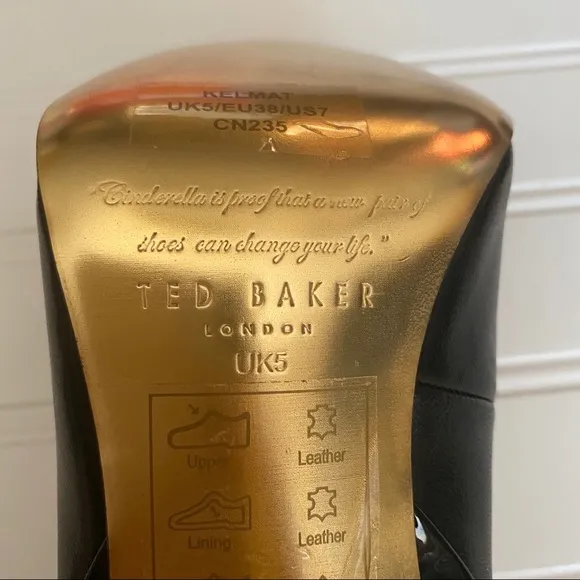 KELMAT
UK5/EU38/US7
CN235
"Cinderella is proof that a new pair of
shoes can change your life."
TED BAKER
LONDON
UK5
Upper Leather
Lining Leather